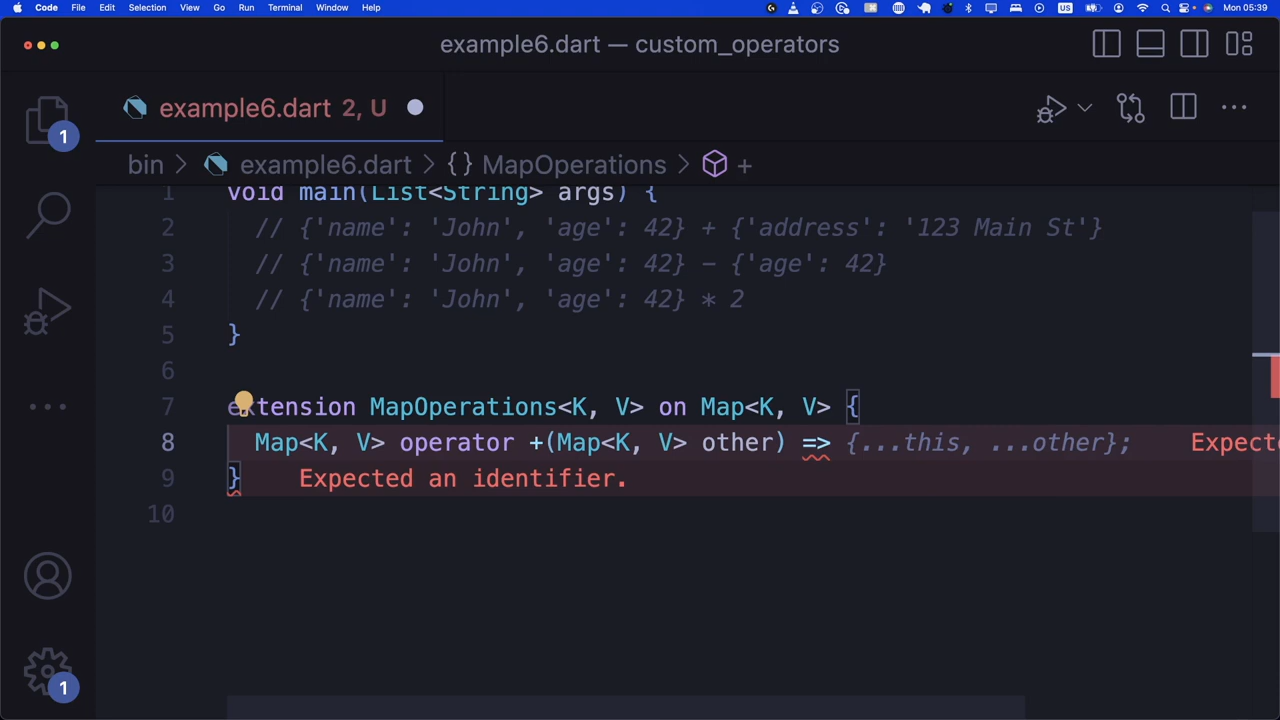 Code File Edit Selection View Go Run Terminal Window Help US Mon 05:39
example6.dart — custom_operators
example6.dart 2, U
bin > example6.dart > {} MapOperations > +
1 void main(List<String> args) {
2 // {'name': 'John', 'age': 42} + {'address': '123 Main St'}
3 // {'name': 'John', 'age': 42} - {'age': 42}
4 // {'name': 'John', 'age': 42} * 2
5 }
6
7 extension MapOperations<K, V> on Map<K, V> {
8 Map<K, V> operator +(Map<K, V> other) => {...this, ...other}; Expect
9 } Expected an identifier.
10
1
1